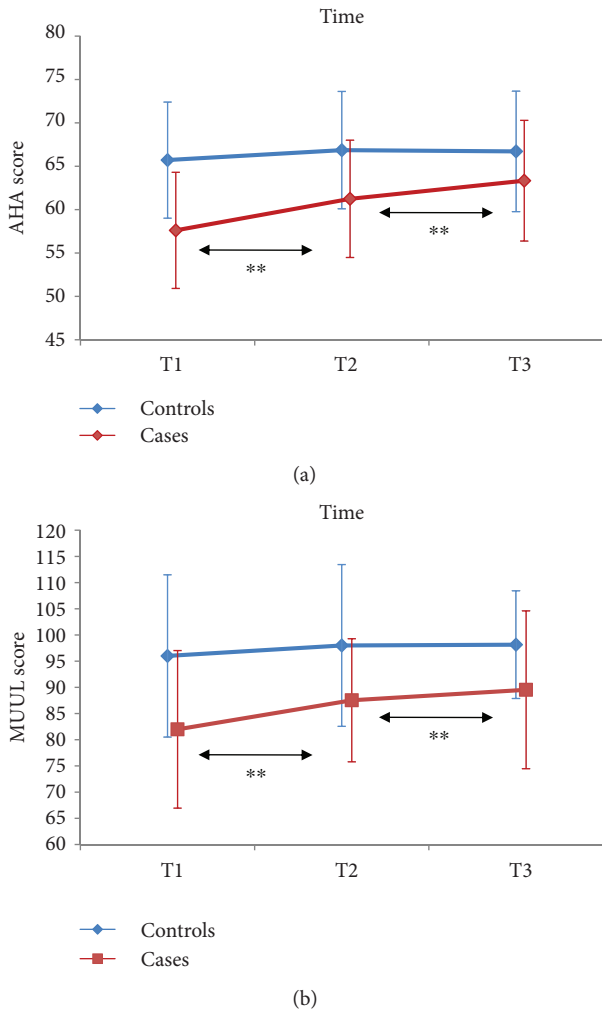 Time
80
75
70
65
60
55
50
45
AHA score
**
**
T1 T2 T3
Controls
Cases
(a)
Time
120
115
110
105
100
95
90
85
80
75
70
65
60
MUUL score
**
**
T1 T2 T3
Controls
Cases
(b)